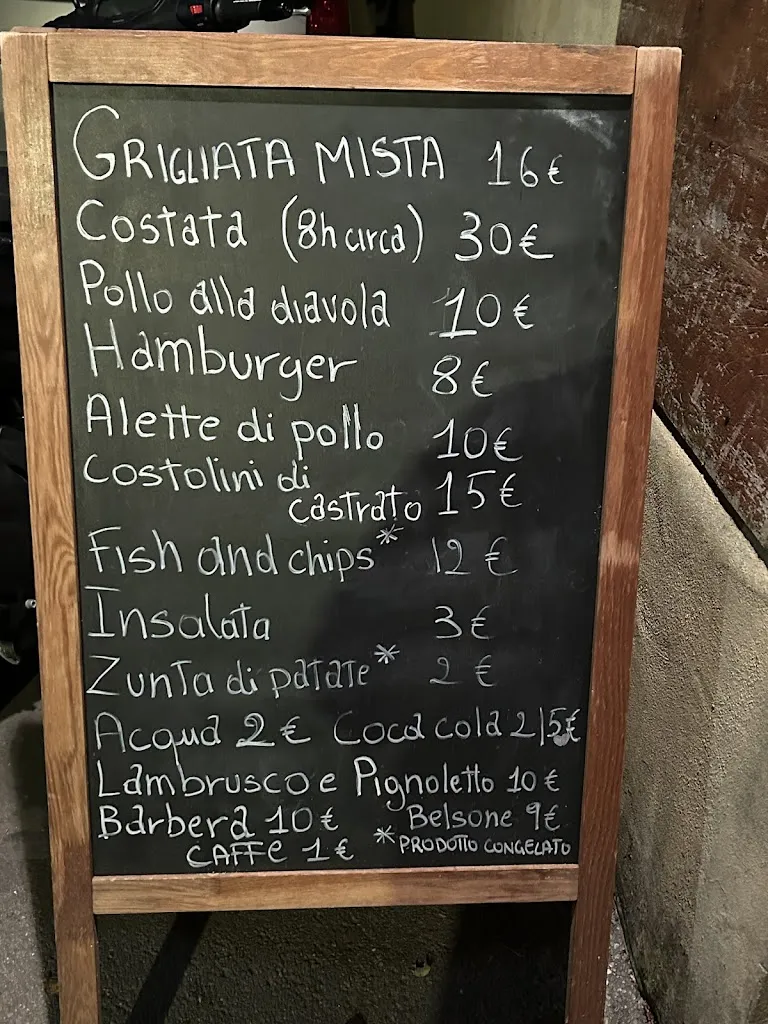 GRIGLIATA MISTA 16€
Costata (8h circa) 30€
Pollo alla diavola 10€
Hamburger 8€
Alette di pollo 10€
Costolini di
castrato 15€
Fish and chips* 12€
Insalata 3€
Zunta di patate* 2€
Acqua 2€ Coca cola 2,5€
Lambrusco e Pignoletto 10€
Barbera 10€ Belsone 9€
CAFFE 1€ *PRODOTTO CONGELATO